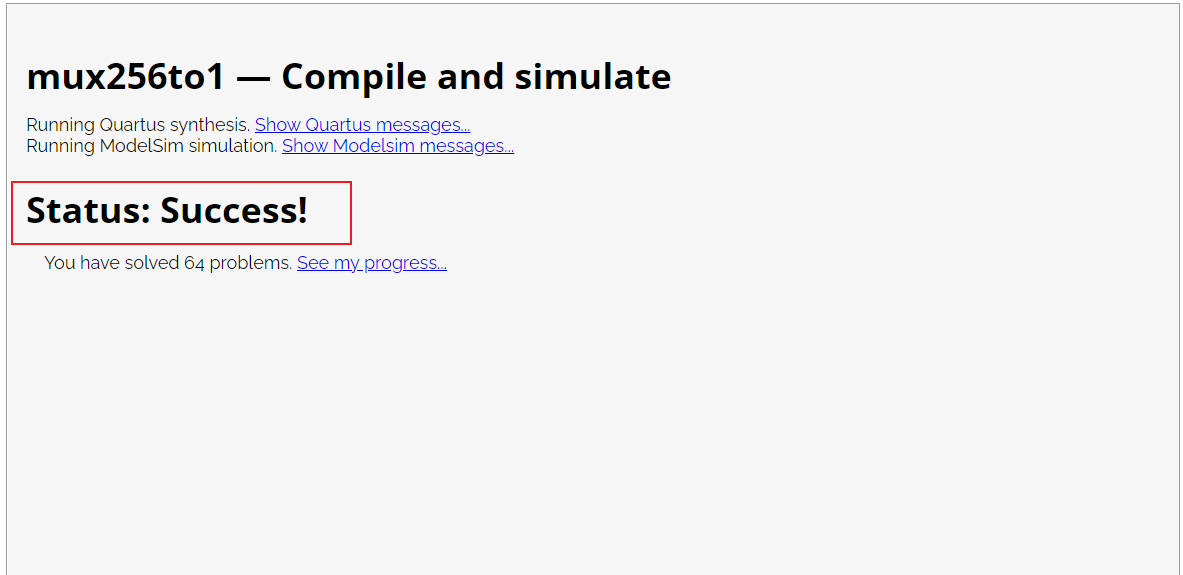 mux256to1 — Compile and simulate
Running Quartus synthesis. Show Quartus messages...
Running ModelSim simulation. Show Modelsim messages...
Status: Success!
You have solved 64 problems. See my progress...